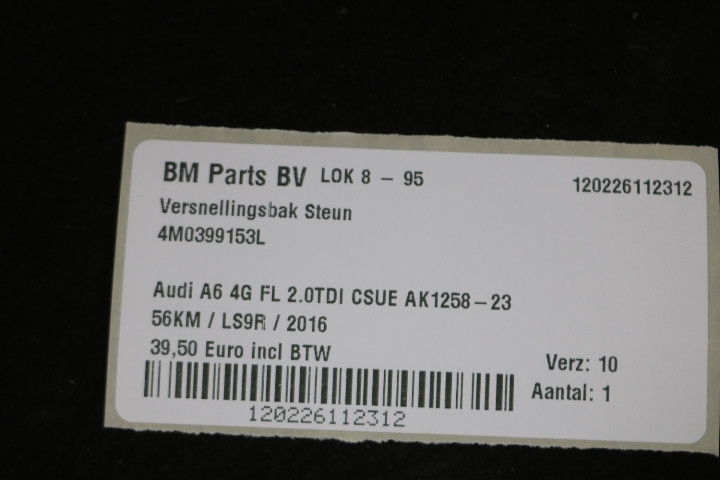 BM Parts BV LOK 8 - 95 120226112312
Versnellingsbak Steun
4M0399153L
Audi A6 4G FL 2.0TDI CSUE AK1258-23
56KM / LS9R / 2016
39,50 Euro incl BTW
Verz: 10
Aantal: 1
120226112312